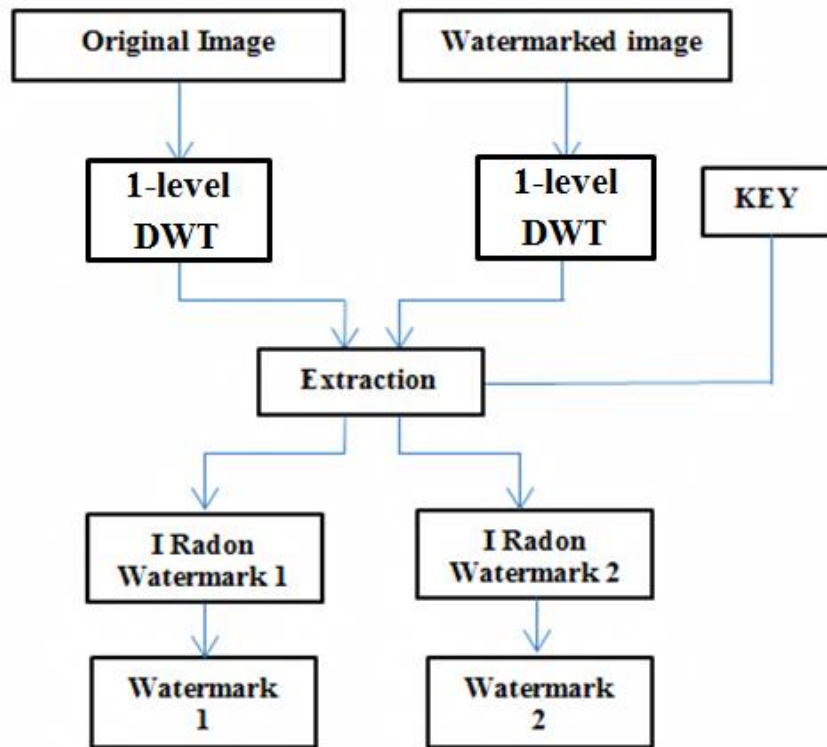 Original Image
Watermarked image
1-level
DWT
1-level
DWT
KEY
Extraction
I Radon
Watermark 1
I Radon
Watermark 2
Watermark
1
Watermark
2